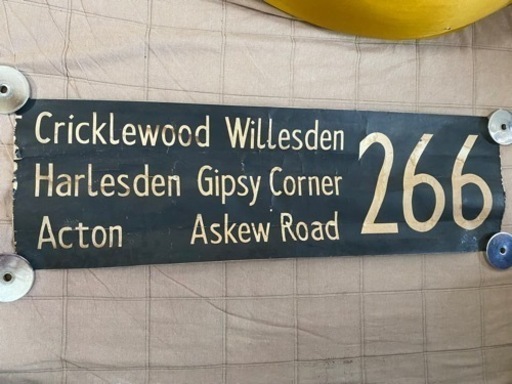 Cricklewood Willesden
Harlesden Gipsy Corner
Acton Askew Road
266